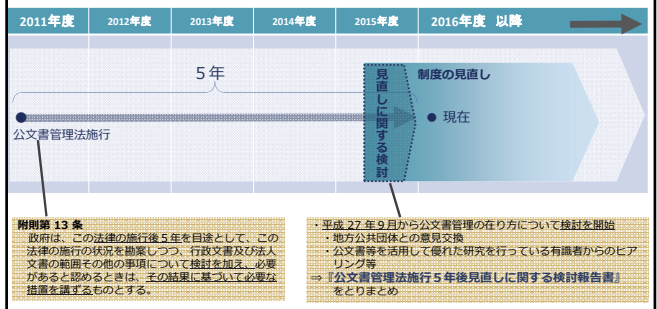 2011年度 2012年度 2013年度 2014年度 2015年度 2016年度 以降
5年
見直しに関する検討
制度の見直し
現在
公文書管理法施行
附則第 13 条
政府は、この法律の施行後5年を目途として、この
法律の施行の状況を勘案しつつ、行政文書及び法人
文書の範囲その他の事項について検討を加え、必要
があると認めるときは、その結果に基づいて必要な
措置を講ずるものとする。
・平成 27 年9月から公文書管理の在り方について検討を開始
・地方公共団体との意見交換
・公文書等を活用して優れた研究を行っている有識者からのヒア
リング等
⇒『公文書管理法施行5年後見直しに関する検討報告書』
をとりまとめ